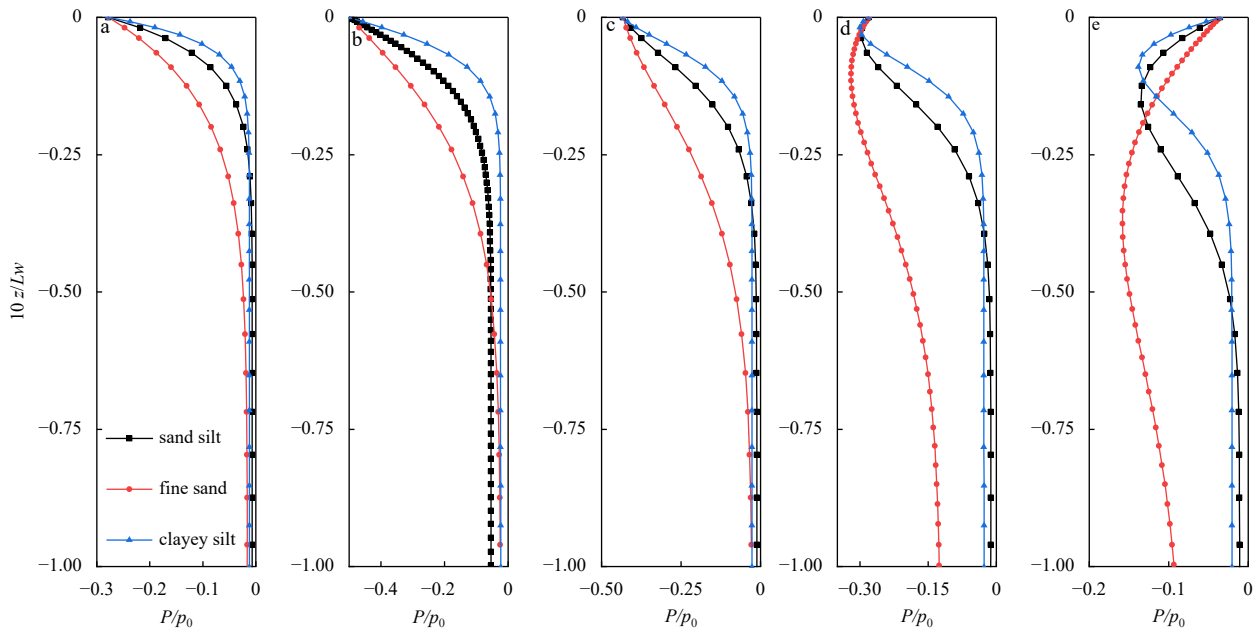 a
b
c
d
e
0
−0.25
−0.50
−0.75
−1.00
10 z/Lw
sand silt
fine sand
clayey silt
−0.3 −0.2 −0.1 0
P/p₀
0
−0.25
−0.50
−0.75
−1.00
−0.4 −0.2 0
P/p₀
0
−0.25
−0.50
−0.75
−1.00
−0.50 −0.25 0
P/p₀
0
−0.25
−0.50
−0.75
−1.00
−0.30 −0.15 0
P/p₀
0
−0.25
−0.50
−0.75
−1.00
−0.2 −0.1 0
P/p₀